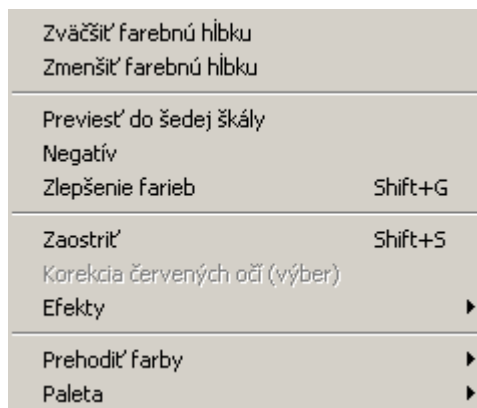 Zväčšiť farebnú hĺbku
Zmenšiť farebnú hĺbku
Previesť do šedej škály
Negatív
Zlepšenie farieb Shift+G
Zaostriť Shift+S
Korekcia červených očí (výber)
Efekty
Prehodiť farby
Paleta